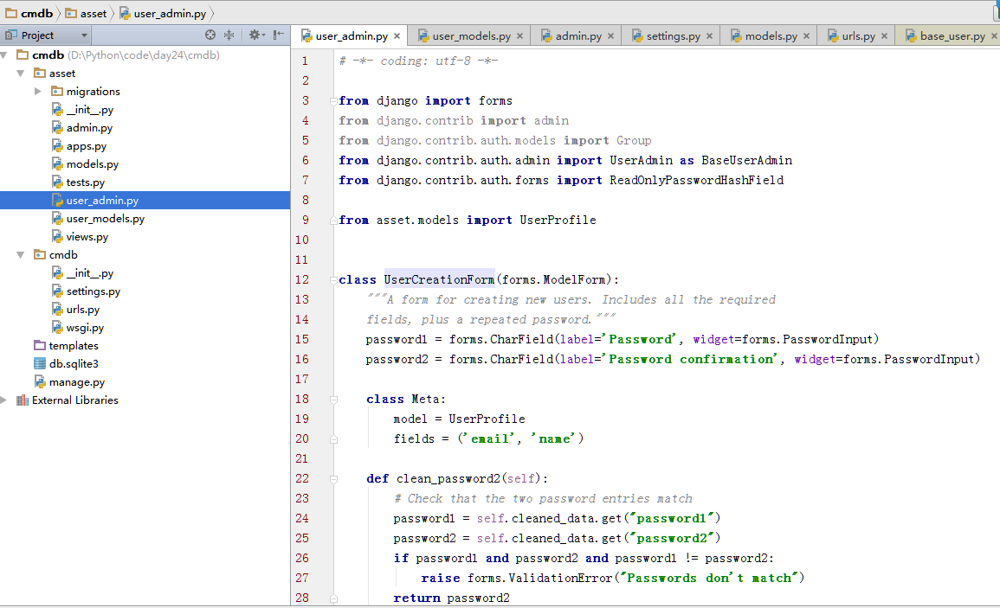 cmdb asset user_admin.py
Project
user_admin.py user_models.py admin.py settings.py models.py urls.py base_user.py
cmdb (D:\Python\code\day24\cmdb)
asset
migrations
__init__.py
admin.py
apps.py
models.py
tests.py
user_admin.py
user_models.py
views.py
cmdb
__init__.py
settings.py
urls.py
wsgi.py
templates
db.sqlite3
manage.py
External Libraries
1 # -*- coding: utf-8 -*-
2
3 from django import forms
4 from django.contrib import admin
5 from django.contrib.auth.models import Group
6 from django.contrib.auth.admin import UserAdmin as BaseUserAdmin
7 from django.contrib.auth.forms import ReadOnlyPasswordHashField
8
9 from asset.models import UserProfile
10
11
12 class UserCreationForm(forms.ModelForm):
13 """A form for creating new users. Includes all the required
14 fields, plus a repeated password."""
15 password1 = forms.CharField(label='Password', widget=forms.PasswordInput)
16 password2 = forms.CharField(label='Password confirmation', widget=forms.PasswordInput)
17
18 class Meta:
19 model = UserProfile
20 fields = ('email', 'name')
21
22 def clean_password2(self):
23 # Check that the two password entries match
24 password1 = self.cleaned_data.get("password1")
25 password2 = self.cleaned_data.get("password2")
26 if password1 and password2 and password1 != password2:
27 raise forms.ValidationError("Passwords don't match")
28 return password2